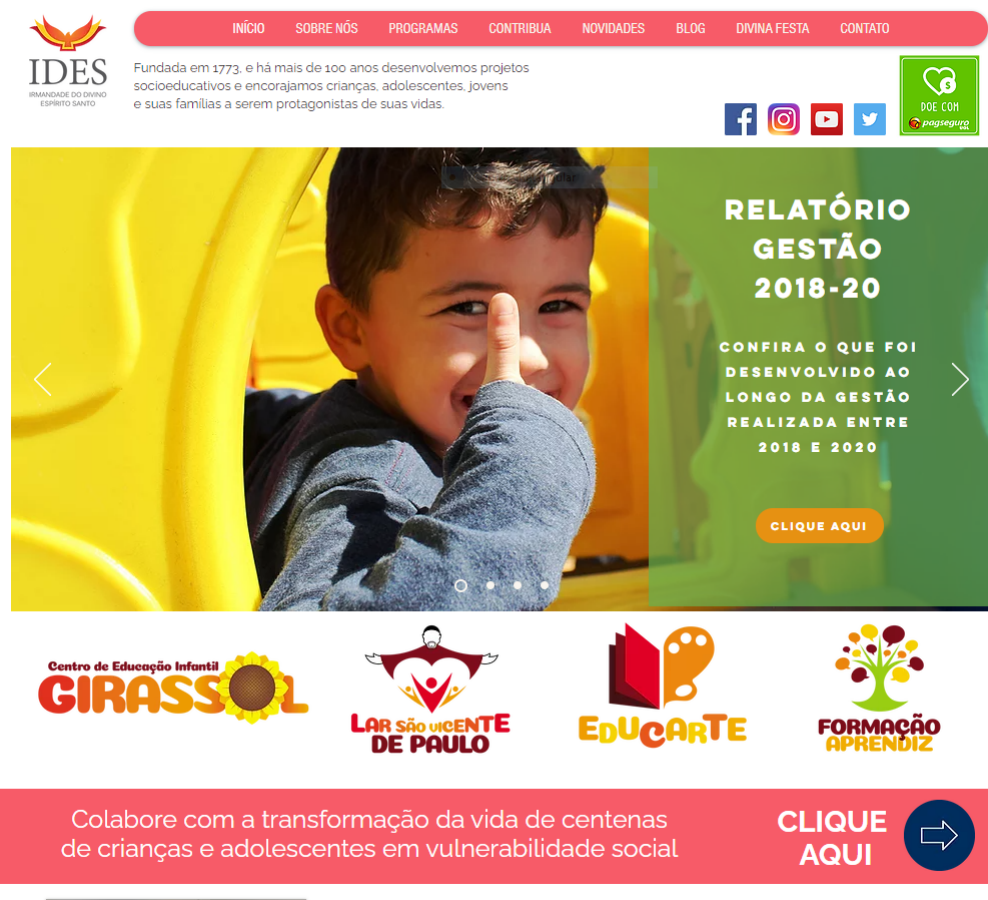 INÍCIO SOBRE NÓS PROGRAMAS CONTRIBUA NOVIDADES BLOG DIVINA FESTA CONTATO
IDES
IRMANDADE DO DIVINO
ESPÍRITO SANTO
Fundada em 1773, e há mais de 100 anos desenvolvemos projetos
socioeducativos e encorajamos crianças, adolescentes, jovens
e suas famílias a serem protagonistas de suas vidas.
DOE COM
pagseguro
UOL
RELATÓRIO
GESTÃO
2018-20
CONFIRA O QUE FOI
DESENVOLVIDO AO
LONGO DA GESTÃO
REALIZADA ENTRE
2018 E 2020
CLIQUE AQUI
Centro de Educação Infantil
GIRASSOL
LAR SÃO VICENTE
DE PAULO
EDUCARTE
FORMAÇÃO
APRENDIZ
Colabore com a transformação da vida de centenas
de crianças e adolescentes em vulnerabilidade social
CLIQUE
AQUI